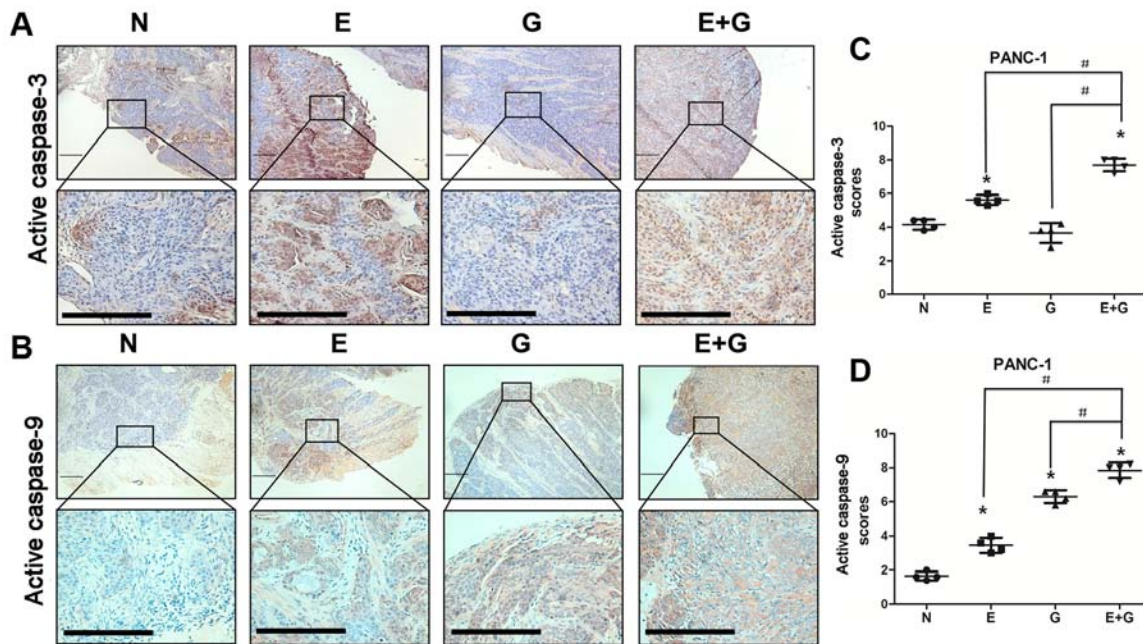 A
N
E
G
E+G
Active caspase-3
B
N
E
G
E+G
Active caspase-9
C
PANC-1
#
#
*
*
10
8
6
4
2
0
Active caspase-3
scores
N
E
G
E+G
D
PANC-1
#
#
*
*
*
10
8
6
4
2
0
Active caspase-9
scores
N
E
G
E+G